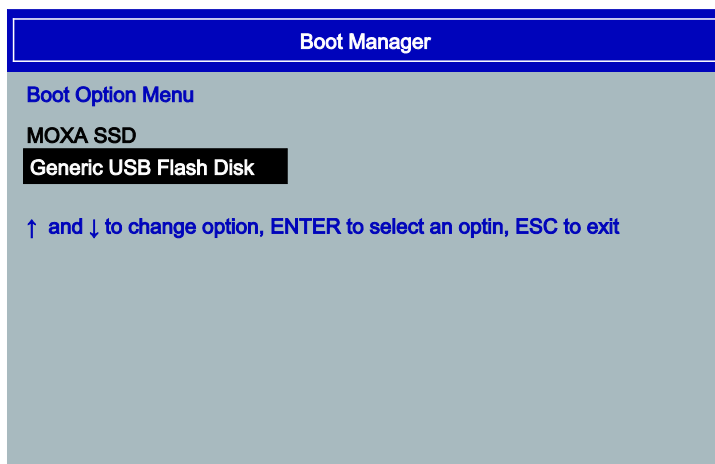 Boot Manager
Boot Option Menu
MOXA SSD
Generic USB Flash Disk
↑ and ↓ to change option, ENTER to select an optin, ESC to exit